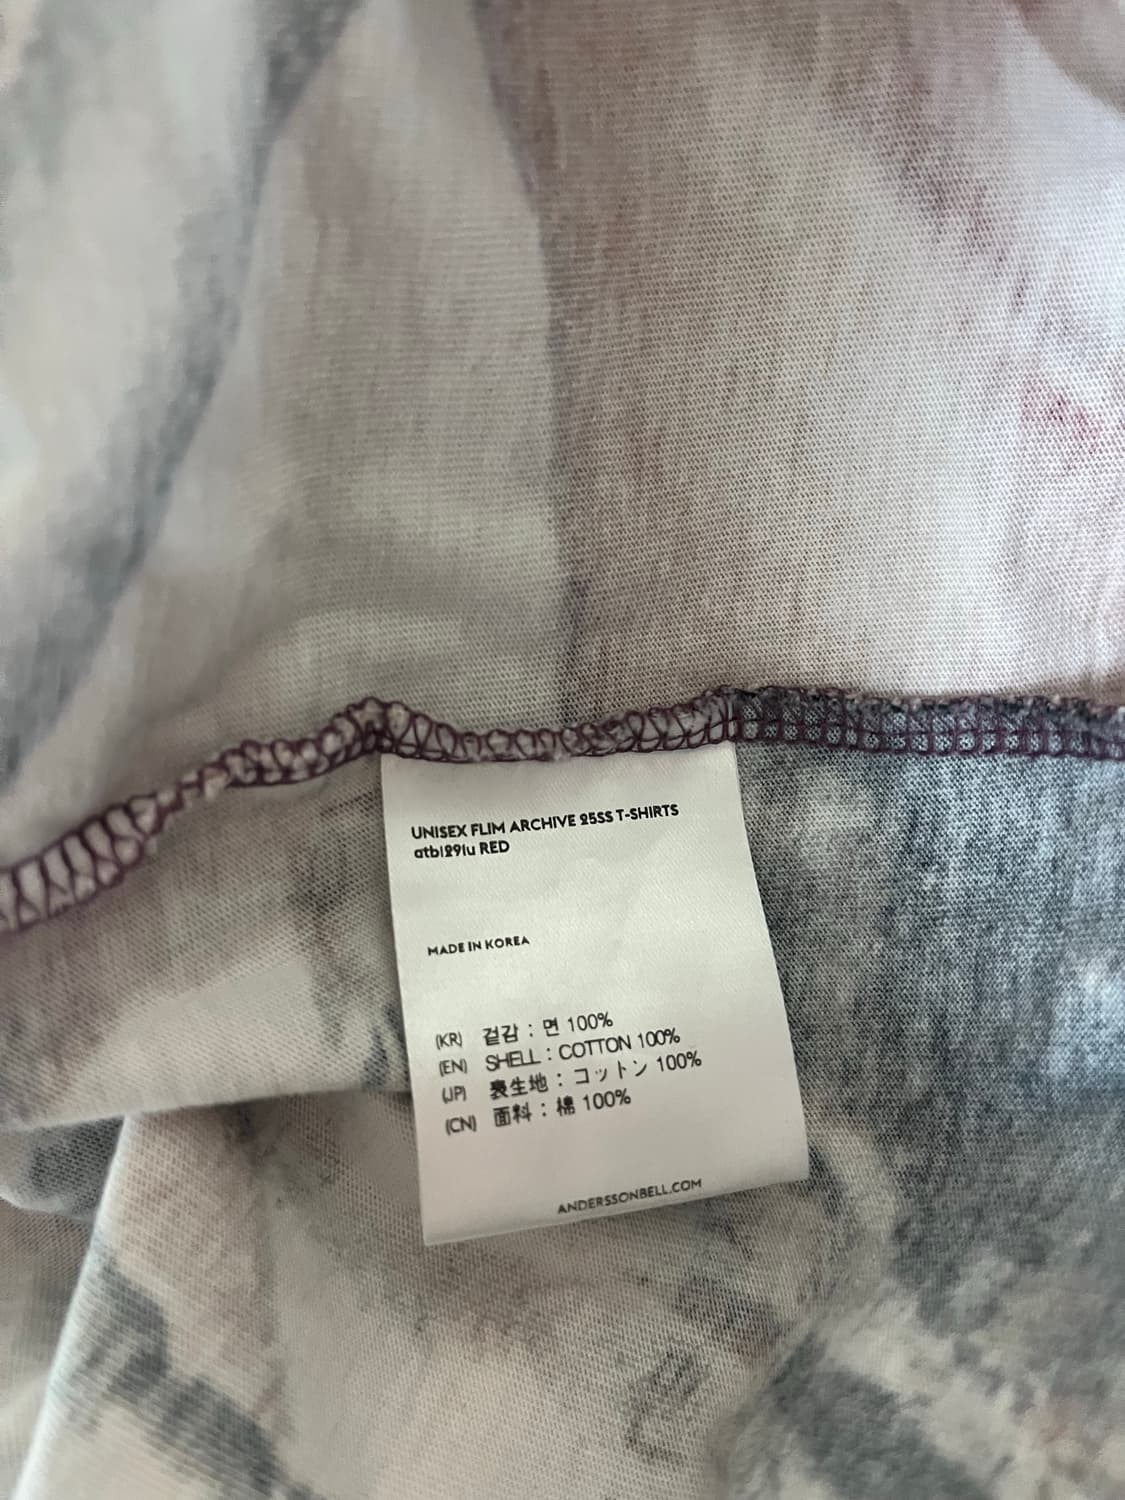 UNISEX FLIM ARCHIVE 25SS T-SHIRTS
atb1291u RED
MADE IN KOREA
(KR) 겉감 : 면 100%
(EN) SHELL : COTTON 100%
(JP) 表生地 : コットン 100%
(CN) 面料 : 棉 100%
ANDERSSONBELL.COM